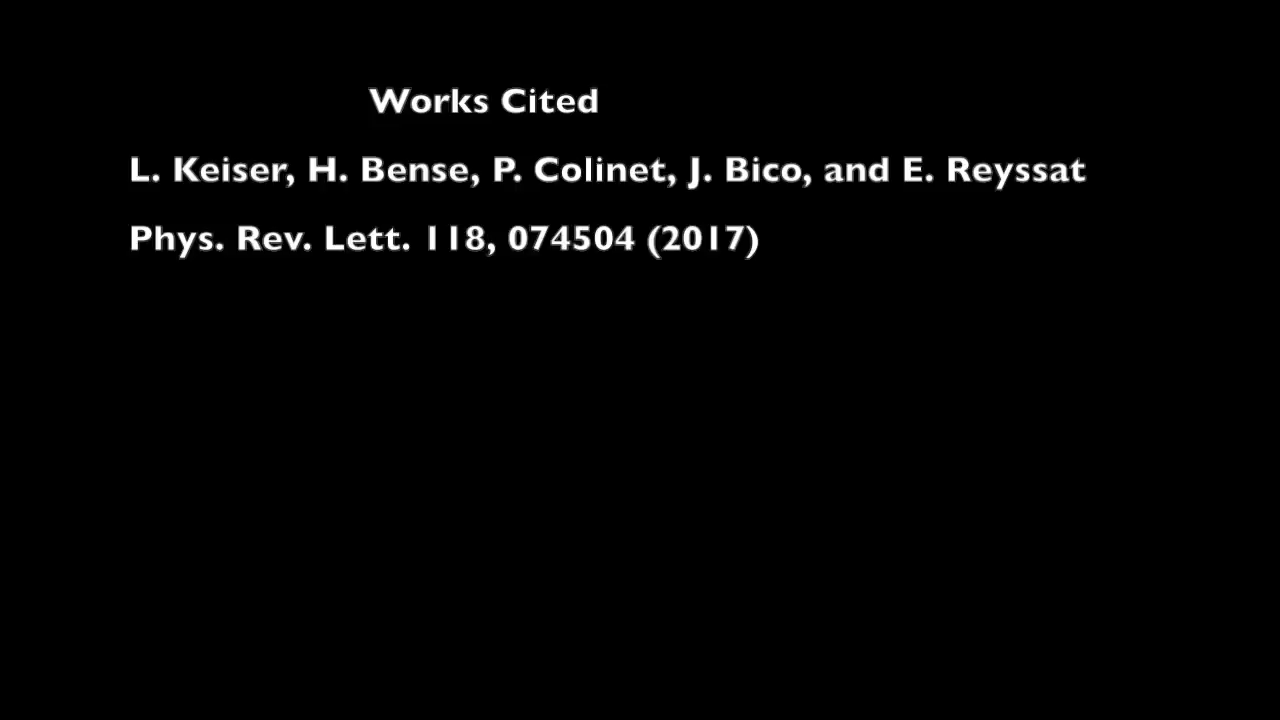 Works Cited
L. Keiser, H. Bense, P. Colinet, J. Bico, and E. Reyssat
Phys. Rev. Lett. 118, 074504 (2017)